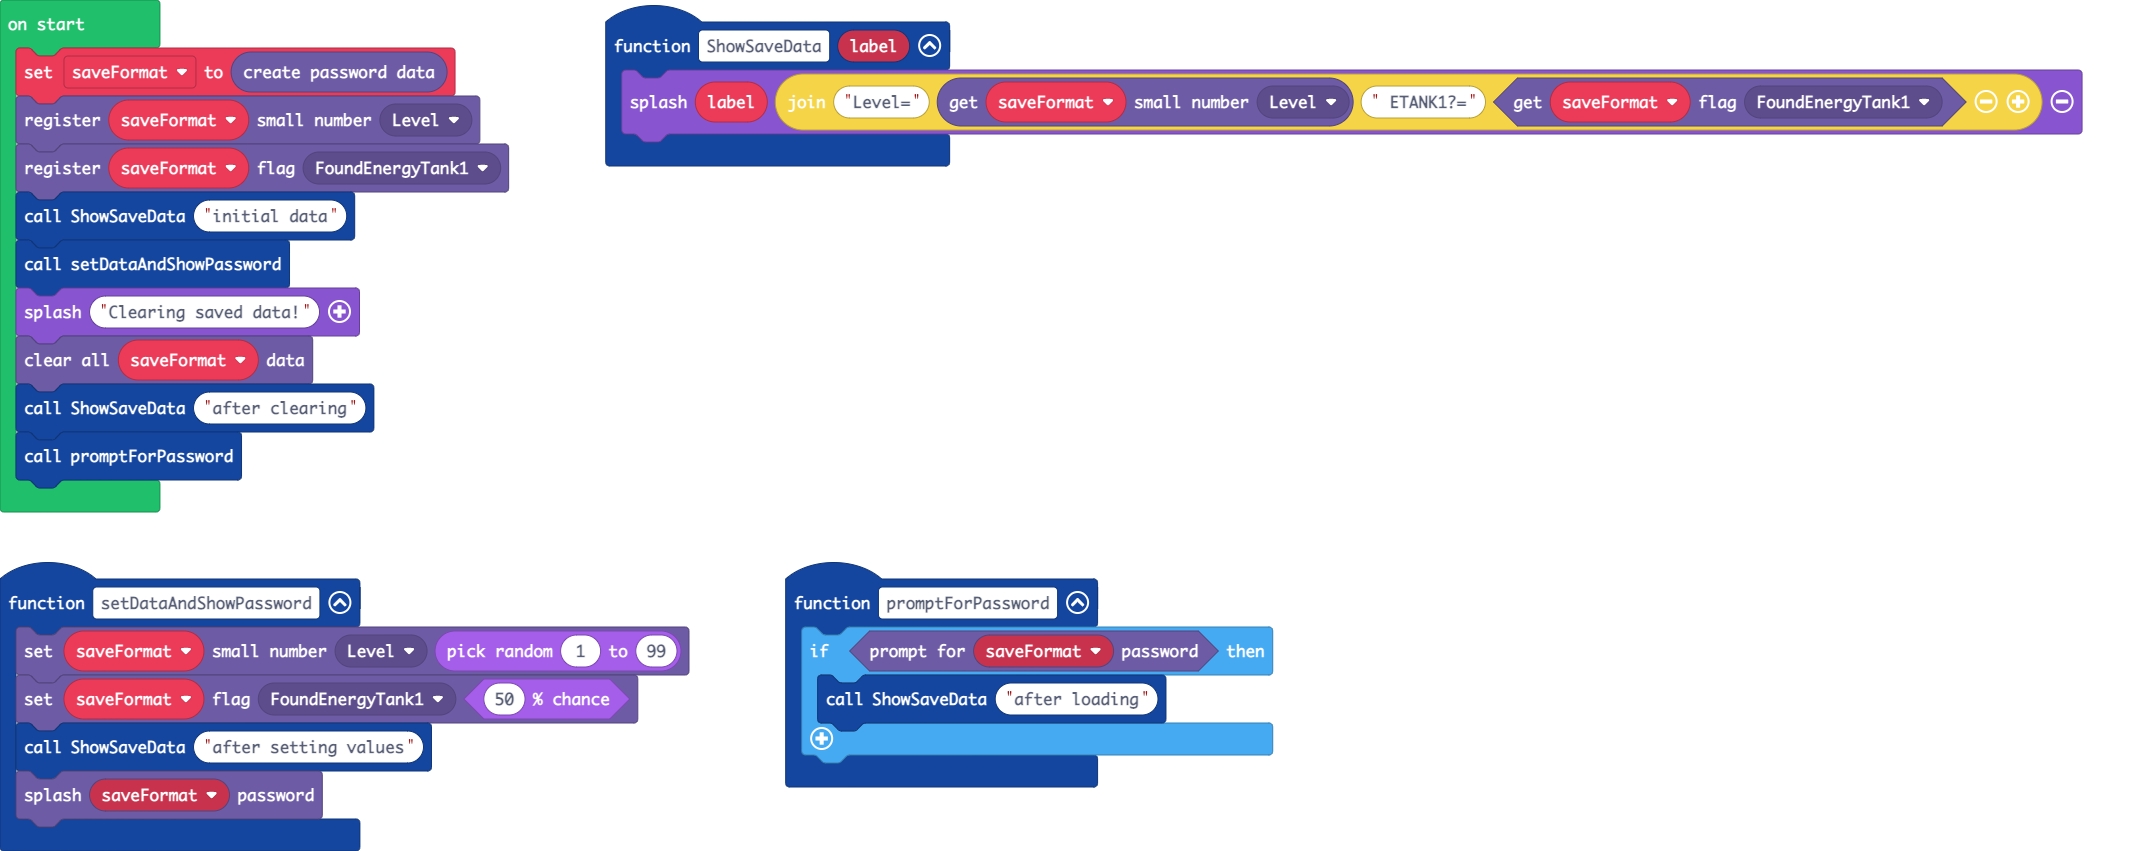 on start
set saveFormat to create password data
register saveFormat small number Level
register saveFormat flag FoundEnergyTank1
call ShowSaveData "initial data"
call setDataAndShowPassword
splash "Clearing saved data!"
clear all saveFormat data
call ShowSaveData "after clearing"
call promptForPassword
function ShowSaveData label
splash label join "Level=" get saveFormat small number Level " ETANK1?=" get saveFormat flag FoundEnergyTank1
function setDataAndShowPassword
set saveFormat small number Level pick random 1 to 99
set saveFormat flag FoundEnergyTank1 50 % chance
call ShowSaveData "after setting values"
splash saveFormat password
function promptForPassword
if prompt for saveFormat password then
call ShowSaveData "after loading"